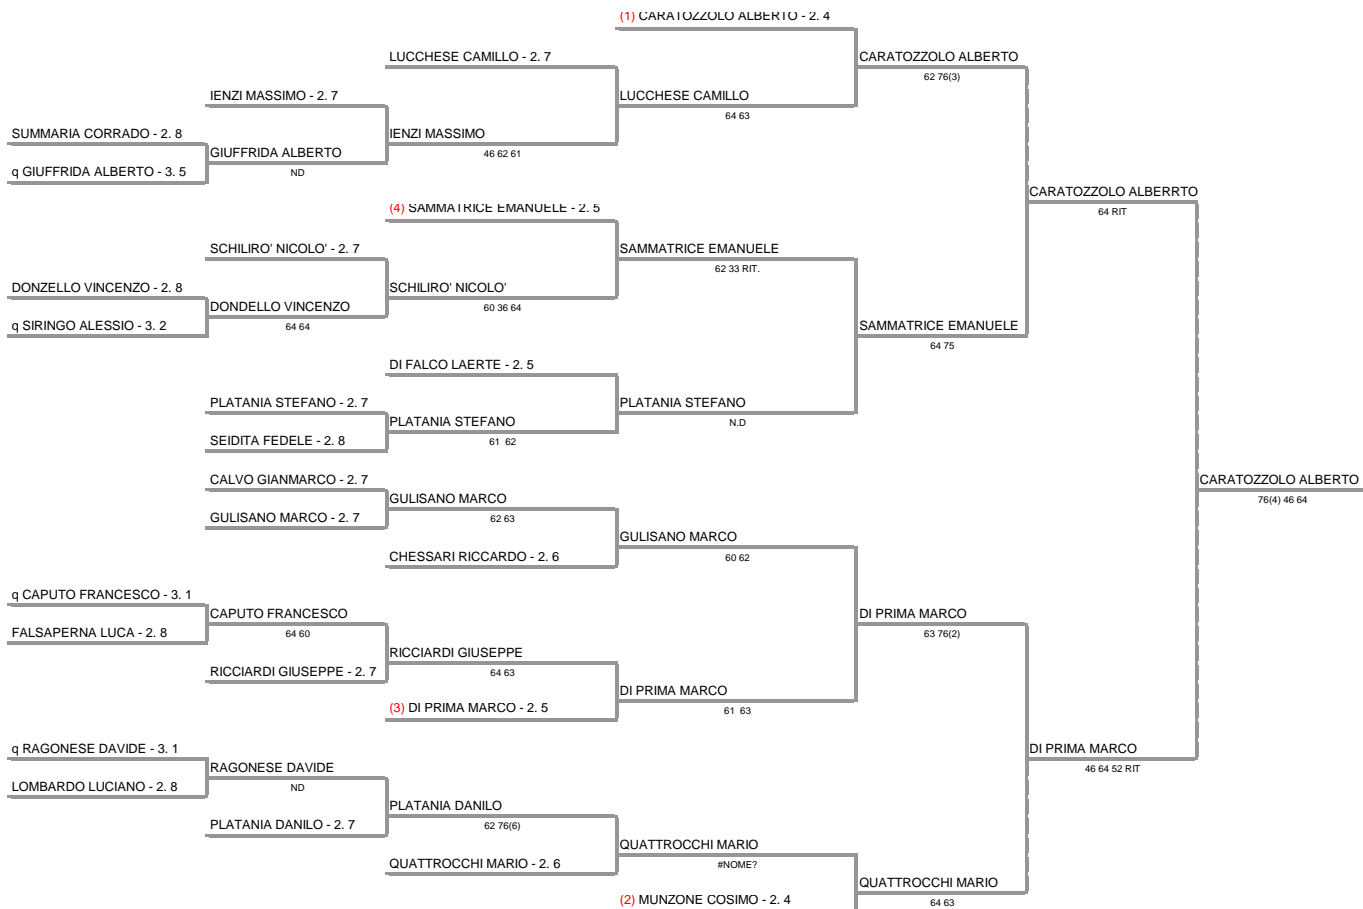 (1) CARATOZZOLO ALBERTO - 2. 4
LUCCHESE CAMILLO - 2. 7
CARATOZZOLO ALBERTO
62 76(3)
IENZI MASSIMO - 2. 7
LUCCHESE CAMILLO
64 63
SUMMARIA CORRADO - 2. 8
IENZI MASSIMO
46 62 61
GIUFFRIDA ALBERTO
ND
q GIUFFRIDA ALBERTO - 3. 5
CARATOZZOLO ALBERRTO
64 RIT
(4) SAMMATRICE EMANUELE - 2. 5
SCHILIRO' NICOLO' - 2. 7
SAMMATRICE EMANUELE
62 33 RIT.
DONZELLO VINCENZO - 2. 8
SCHILIRO' NICOLO'
60 36 64
DONDELLO VINCENZO
64 64
q SIRINGO ALESSIO - 3. 2
SAMMATRICE EMANUELE
64 75
DI FALCO LAERTE - 2. 5
PLATANIA STEFANO - 2. 7
PLATANIA STEFANO
N.D
PLATANIA STEFANO
61 62
SEIDITA FEDELE - 2. 8
CALVO GIANMARCO - 2. 7
CARATOZZOLO ALBERTO
76(4) 46 64
GULISANO MARCO
62 63
GULISANO MARCO - 2. 7
GULISANO MARCO
60 62
CHESSARI RICCARDO - 2. 6
q CAPUTO FRANCESCO - 3. 1
CAPUTO FRANCESCO
64 60
DI PRIMA MARCO
63 76(2)
FALSAPERNA LUCA - 2. 8
RICCIARDI GIUSEPPE
64 63
RICCIARDI GIUSEPPE - 2. 7
DI PRIMA MARCO
61 63
(3) DI PRIMA MARCO - 2. 5
q RAGONESE DAVIDE - 3. 1
DI PRIMA MARCO
46 64 52 RIT
RAGONESE DAVIDE
ND
LOMBARDO LUCIANO - 2. 8
PLATANIA DANILO
62 76(6)
PLATANIA DANILO - 2. 7
QUATTROCCHI MARIO
#NOME?
QUATTROCCHI MARIO - 2. 6
QUATTROCCHI MARIO
64 63
(2) MUNZONE COSIMO - 2. 4